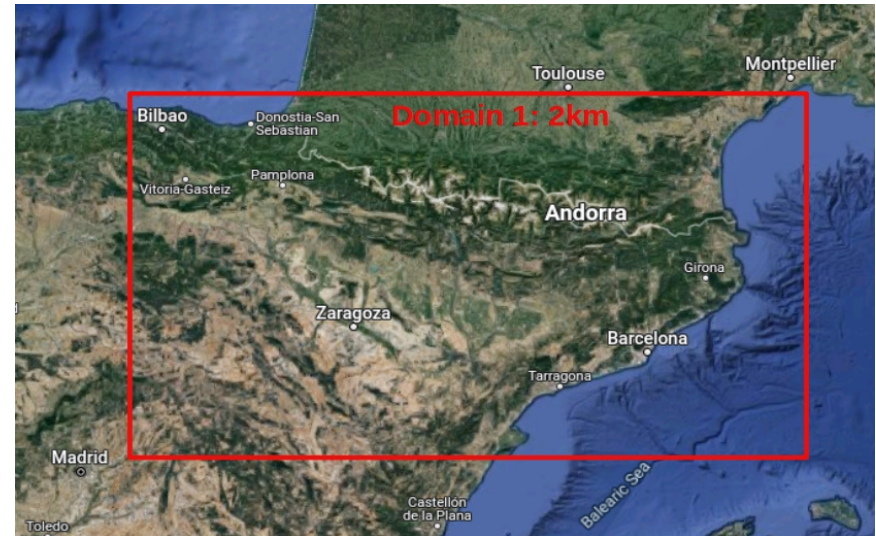 Toulouse
Montpellier
Domain 1: 2km
Bilbao
Donostia-San
Sebastian
Pamplona
Vitoria-Gasteiz
Andorra
Girona
Zaragoza
Barcelona
Tarragona
Madrid
Balearic Sea
Castellón
de la Plana
Toledo